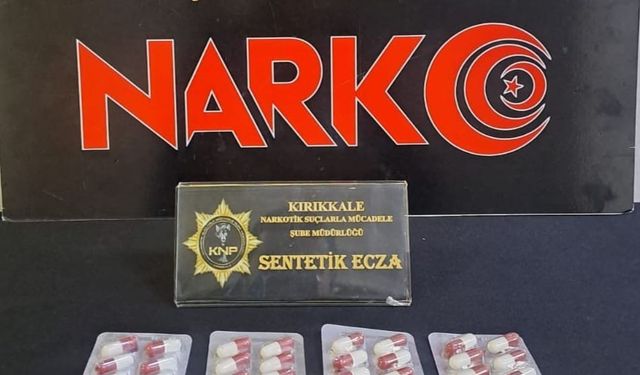 NARKO
KIRIKKALE
NARKOTİK SUÇLARLA MÜCADELE
ŞUBE MÜDÜRLÜĞÜ
KNP
SENTETİK ECZA